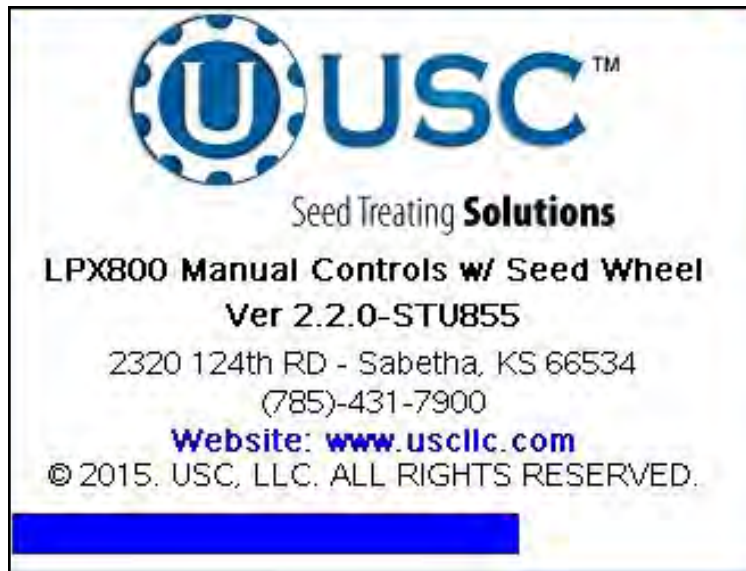 U USC™
Seed Treating Solutions
LPX800 Manual Controls w/ Seed Wheel
Ver 2.2.0-STU855
2320 124th RD - Sabetha, KS 66534
(785)-431-7900
Website: www.uscllc.com
© 2015. USC, LLC. ALL RIGHTS RESERVED.